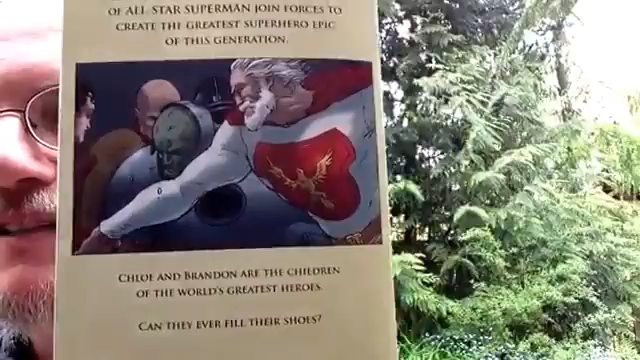 OF ALL STAR SUPERMAN JOIN FORCES TO
CREATE THE GREATEST SUPERHERO EPIC
OF THIS GENERATION.
CHLOE AND BRANDON ARE THE CHILDREN
OF THE WORLD'S GREATEST HEROES.
CAN THEY EVER FILL THEIR SHOES?